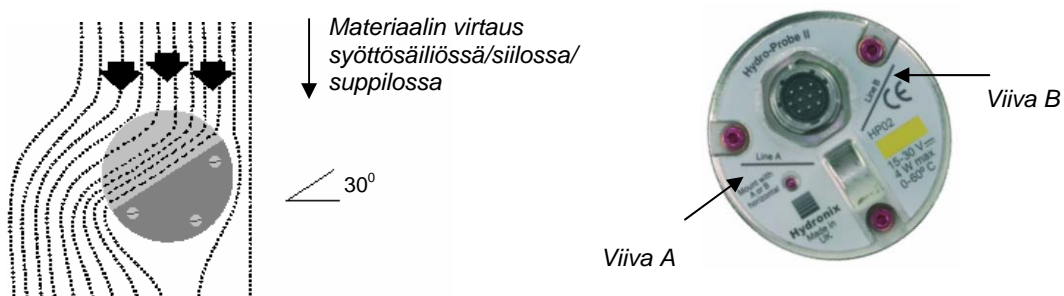 Materiaalin virtaus
syöttösäiliössä/siilossa/
suppilossa
30⁰
Hydro-Probe II
Line B
CE
HP02
15-30 V
4 W max
0-60º C
Line A
Mount with
A or B
horizontal
Hydronix
Made in
UK
Viiva B
Viiva A